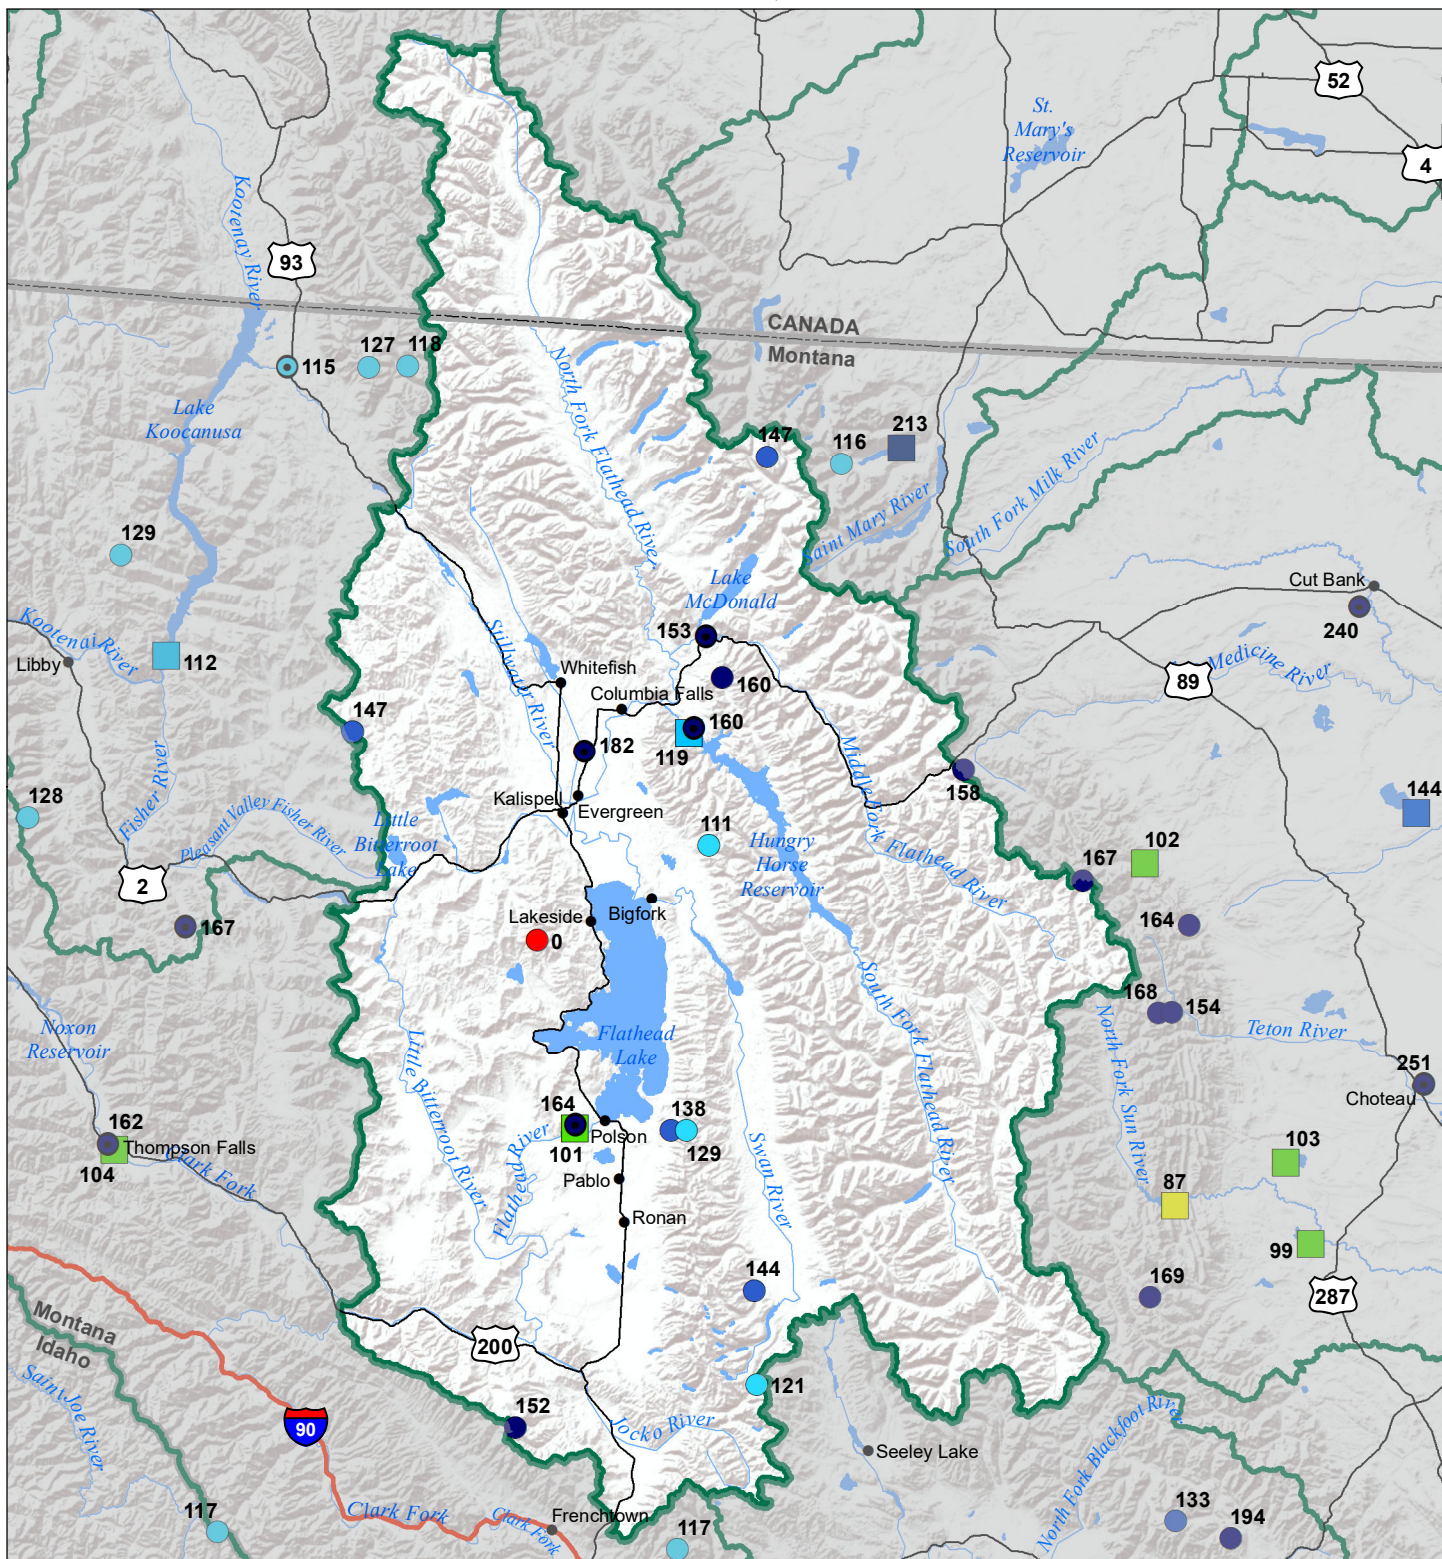 52
St.
Mary's
Reservoir
4
Kootenay River
93
CANADA
Montana
127
118
115
North Fork Flathead River
Lake
Koocanusa
147
116
213
South Fork Milk River
Saint Mary River
129
Lake
McDonald
Cut Bank
240
Kootenai River
Libby
112
Stillwater River
153
Whitefish
160
Columbia Falls
Medicine River
89
147
182
160
119
Middle Fork Flathead River
158
Fisher River
128
Kalispell
Evergreen
144
Pleasant Valley Fisher River
Little
Bitterroot
Lake
111
Hungry
Horse
Reservoir
102
167
2
167
Lakeside
Bigfork
164
0
South Fork Flathead River
168
154
North Fork Sun River
Teton River
Noxon
Reservoir
Flathead
Lake
Little Bitterroot River
251
Choteau
162
Thompson Falls
104
Clark Fork
164
101
Flathead River
Polson
138
129
Swan River
Pablo
103
87
Ronan
99
144
169
287
Montana
Idaho
200
121
Saint Joe River
90
152
Jocko River
North Fork Blackfoot River
Seeley Lake
Clark Fork
Clark Fork
Frenchtown
117
117
133
194